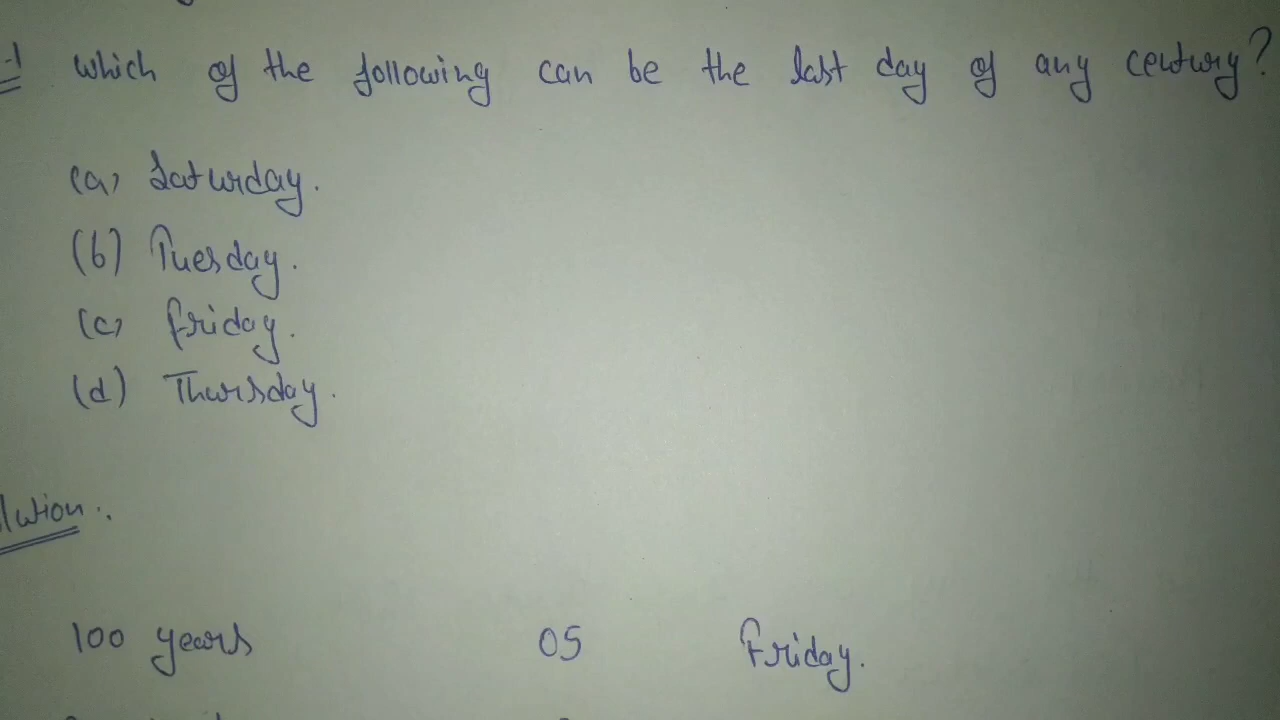 Which of the following can be the last day of any century?
(a) Saturday.
(b) Tuesday.
(c) Friday.
(d) Thursday.
100 years 05 Friday.